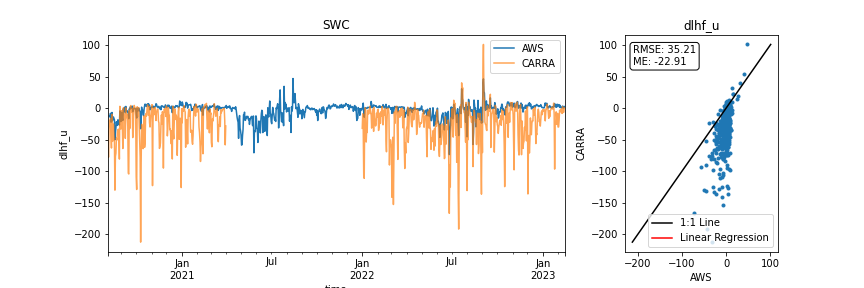 SWC
dlhf_u
100
50
0
−50
−100
−150
−200
dlhf_u
AWS
CARRA
Jan
2021
Jul
Jan
2022
Jul
Jan
2023
time
100
50
0
−50
−100
−150
−200
CARRA
RMSE: 35.21
ME: -22.91
1:1 Line
Linear Regression
−200
−100
0
100
AWS